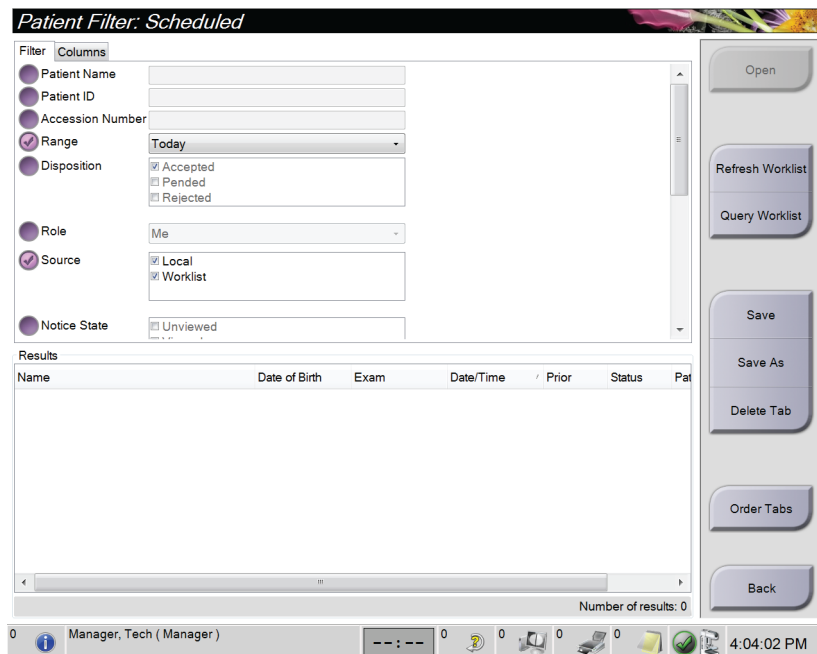 Patient Filter: Scheduled
Filter Columns
Patient Name
Patient ID
Accession Number
Range Today
Disposition Accepted
Pended
Rejected
Role Me
Source Local
Worklist
Notice State Unviewed
Results
Name Date of Birth Exam Date/Time Prior Status Pat
Number of results: 0
Open
Refresh Worklist
Query Worklist
Save
Save As
Delete Tab
Order Tabs
Back
0 Manager, Tech ( Manager ) --:-- 0 0 0 0 4:04:02 PM